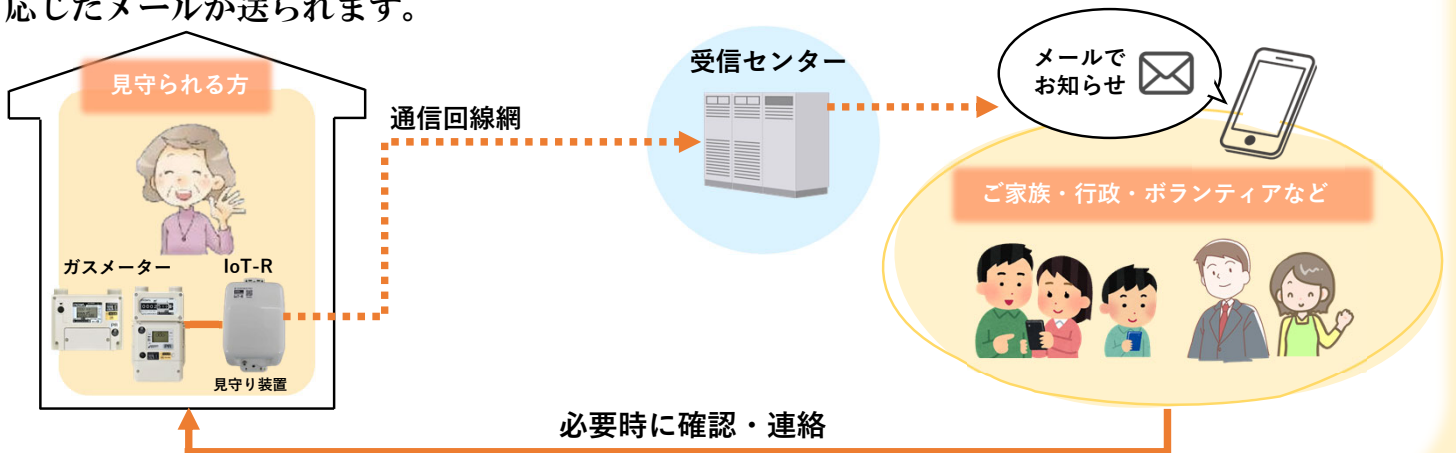 応じたメールが送られます。
見守られる方
通信回線網
受信センター
メールで
お知らせ
ご家族・行政・ボランティアなど
ガスメーター
IoT-R
見守り装置
必要時に確認・連絡